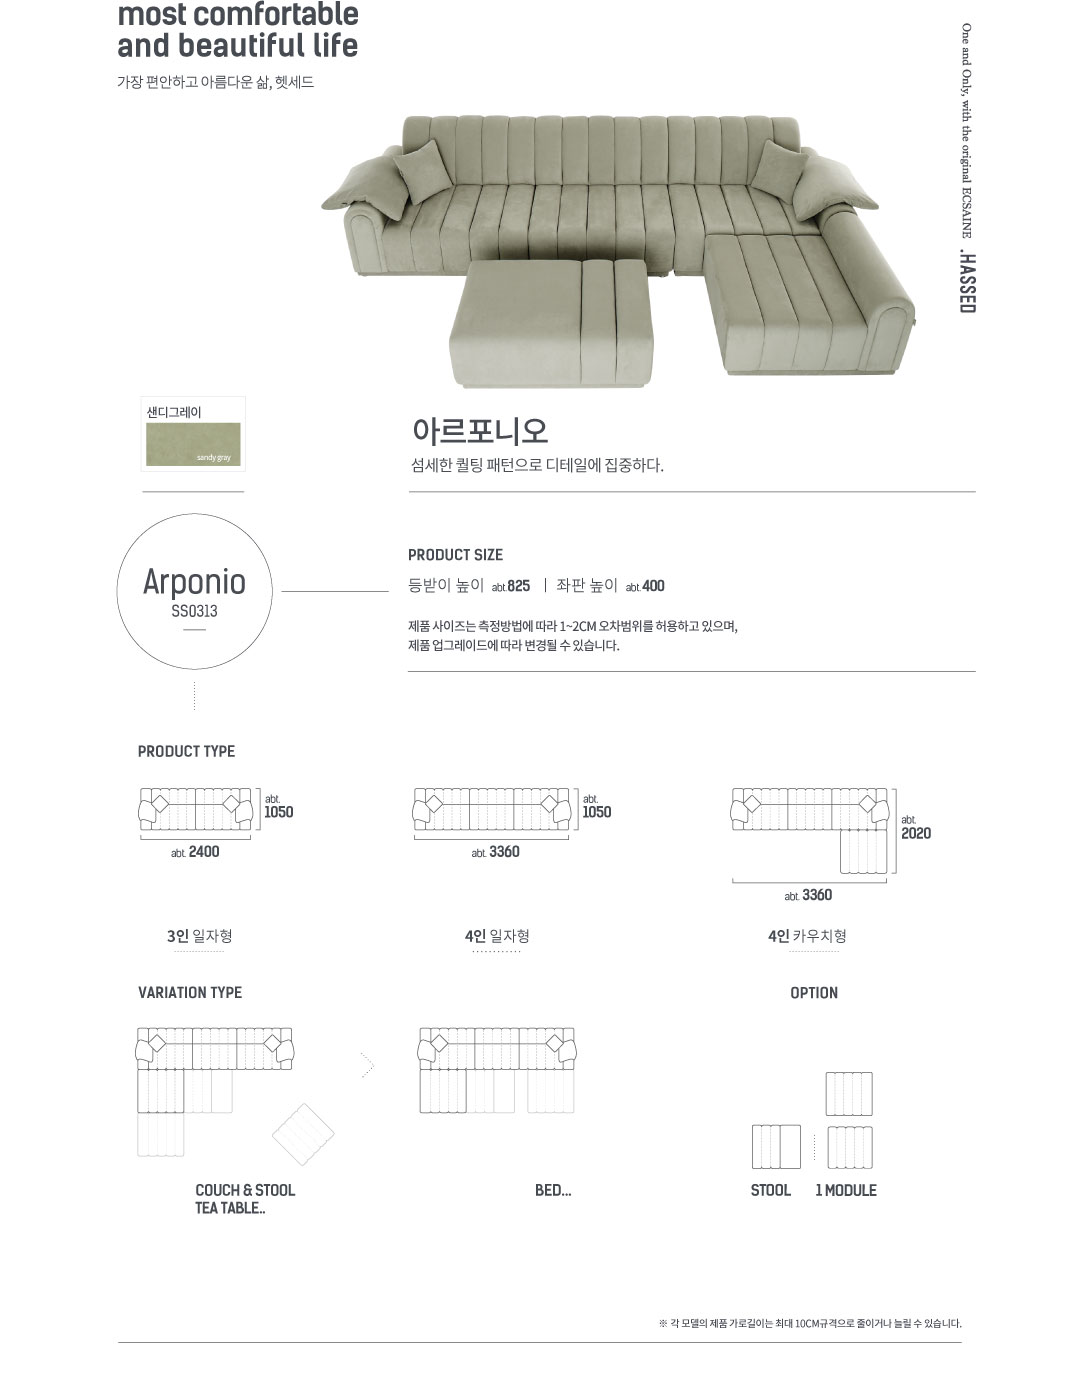 most comfortable
and beautiful life
가장 편안하고 아름다운 삶, 헷세드
One and Only, with the original ECSAINE .HASSED
샌디그레이
sandy gray
아르포니오
섬세한 퀼팅 패턴으로 디테일에 집중하다.
Arponio
SS0313
PRODUCT SIZE
등받이 높이 abt.825 | 좌판 높이 abt.400
제품 사이즈는 측정방법에 따라 1~2CM 오차범위를 허용하고 있으며,
제품 업그레이드에 따라 변경될 수 있습니다.
PRODUCT TYPE
abt.
1050
abt. 2400
3인 일자형
abt.
1050
abt. 3360
4인 일자형
abt.
2020
abt. 3360
4인 카우치형
VARIATION TYPE
COUCH & STOOL
TEA TABLE..
BED...
OPTION
STOOL
1 MODULE
※ 각 모델의 제품 가로길이는 최대 10CM규격으로 줄이거나 늘릴 수 있습니다.